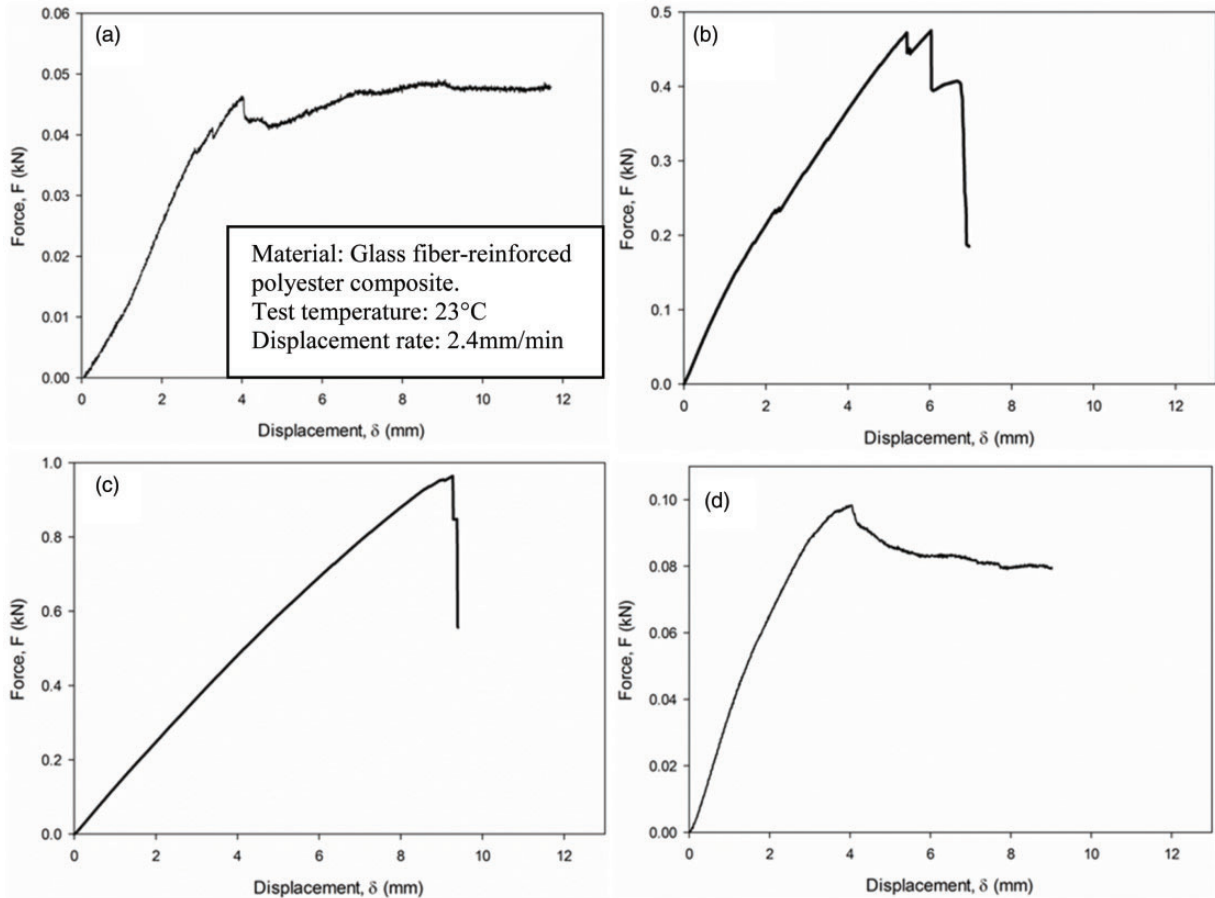 (a)
0.06
0.05
0.04
0.03
0.02
0.01
0.00
Force, F (kN)
0 2 4 6 8 10 12
Displacement, δ (mm)
Material: Glass fiber-reinforced
polyester composite.
Test temperature: 23°C
Displacement rate: 2.4mm/min
(b)
0.5
0.4
0.3
0.2
0.1
0.0
Force, F (kN)
0 2 4 6 8 10 12
Displacement, δ (mm)
(c)
1.0
0.8
0.6
0.4
0.2
0.0
Force, F (kN)
0 2 4 6 8 10 12
Displacement, δ (mm)
(d)
0.10
0.08
0.06
0.04
0.02
0.00
Force, F (kN)
0 2 4 6 8 10 12
Displacement, δ (mm)